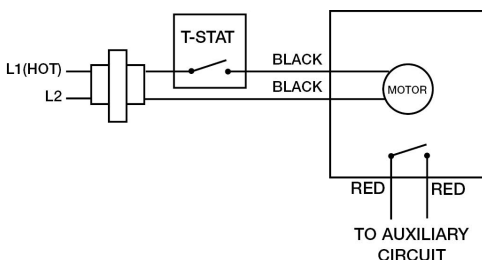 T-STAT
L1(HOT)
BLACK
L2
BLACK
MOTOR
RED
RED
TO AUXILIARY
CIRCUIT